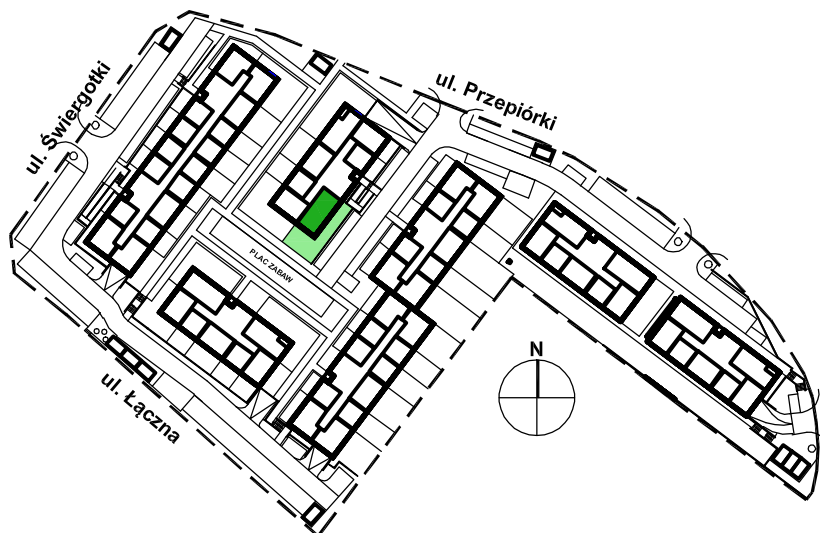 ul. Przepiórki
ul. Świergotki
PLAC ZABAW
N
ul. Łączna